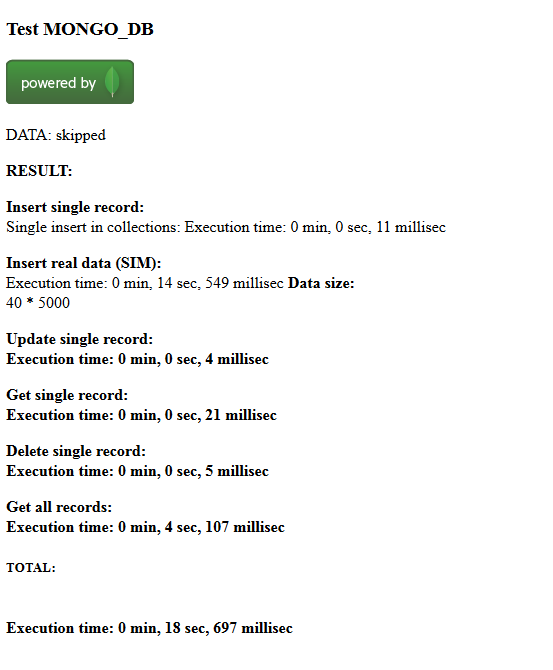 Test MONGO_DB
powered by
DATA: skipped
RESULT:
Insert single record:
Single insert in collections: Execution time: 0 min, 0 sec, 11 millisec
Insert real data (SIM):
Execution time: 0 min, 14 sec, 549 millisec Data size:
40 * 5000
Update single record:
Execution time: 0 min, 0 sec, 4 millisec
Get single record:
Execution time: 0 min, 0 sec, 21 millisec
Delete single record:
Execution time: 0 min, 0 sec, 5 millisec
Get all records:
Execution time: 0 min, 4 sec, 107 millisec
TOTAL:
Execution time: 0 min, 18 sec, 697 millisec